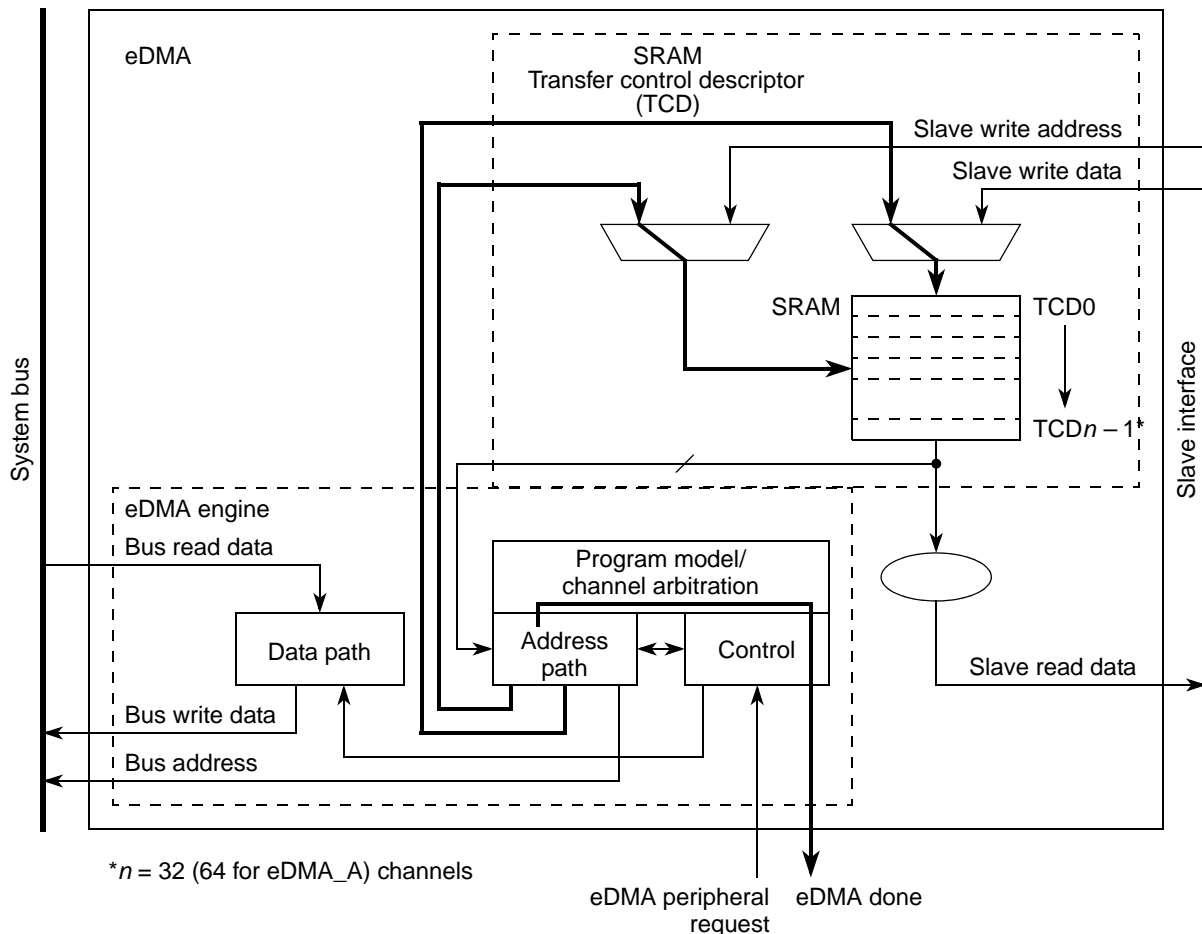 eDMA
SRAM
Transfer control descriptor
(TCD)
Slave write address
Slave write data
SRAM
TCD0
TCDn – 1*
System bus
Slave interface
eDMA engine
Bus read data
Program model/
channel arbitration
Data path
Address
path
Control
Slave read data
Bus write data
Bus address
*n = 32 (64 for eDMA_A) channels
eDMA peripheral
request
eDMA done